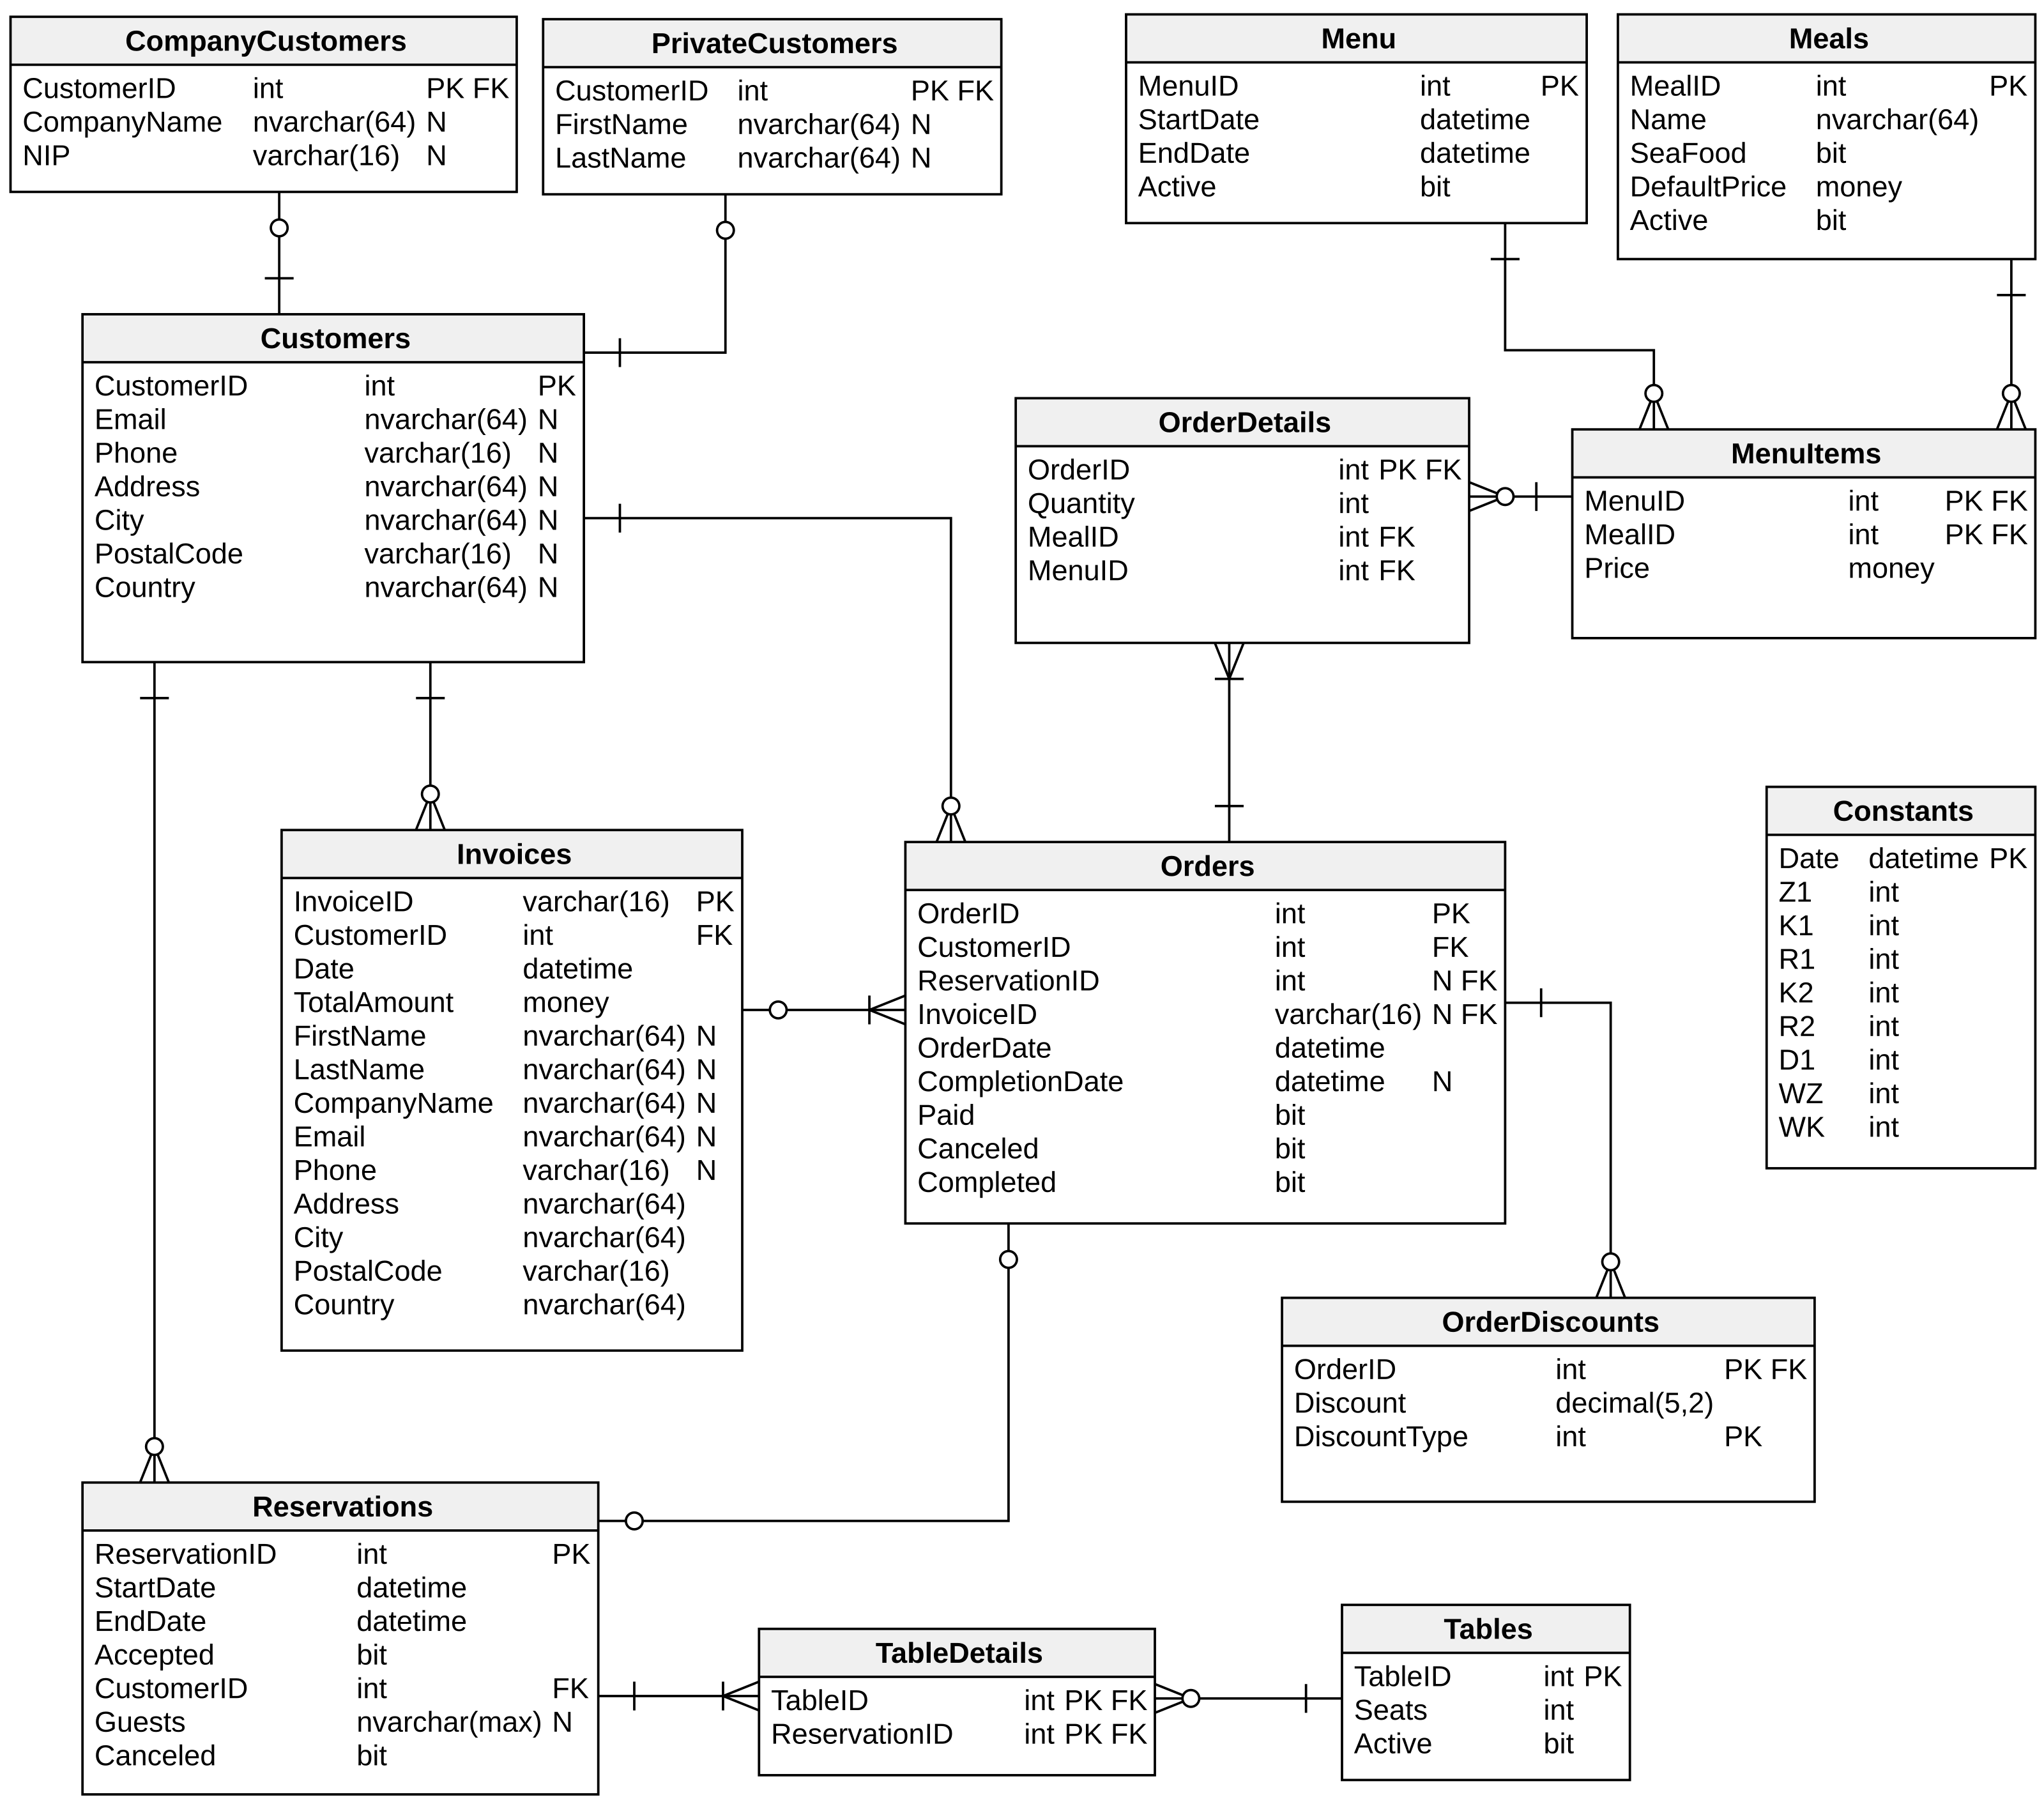 CompanyCustomers
CustomerID int PK FK
CompanyName nvarchar(64) N
NIP varchar(16) N
PrivateCustomers
CustomerID int PK FK
FirstName nvarchar(64) N
LastName nvarchar(64) N
Menu
MenuID int PK
StartDate datetime
EndDate datetime
Active bit
Meals
MealID int PK
Name nvarchar(64)
SeaFood bit
DefaultPrice money
Active bit
Customers
CustomerID int PK
Email nvarchar(64) N
Phone varchar(16) N
Address nvarchar(64) N
City nvarchar(64) N
PostalCode varchar(16) N
Country nvarchar(64) N
OrderDetails
OrderID int PK FK
Quantity int
MealID int FK
MenuID int FK
MenuItems
MenuID int PK FK
MealID int PK FK
Price money
Invoices
InvoiceID varchar(16) PK
CustomerID int FK
Date datetime
TotalAmount money
FirstName nvarchar(64) N
LastName nvarchar(64) N
CompanyName nvarchar(64) N
Email nvarchar(64) N
Phone varchar(16) N
Address nvarchar(64)
City nvarchar(64)
PostalCode varchar(16)
Country nvarchar(64)
Orders
OrderID int PK
CustomerID int FK
ReservationID int N FK
InvoiceID varchar(16) N FK
OrderDate datetime
CompletionDate datetime N
Paid bit
Canceled bit
Completed bit
Constants
Date datetime PK
Z1 int
K1 int
R1 int
K2 int
R2 int
D1 int
WZ int
WK int
OrderDiscounts
OrderID int PK FK
Discount decimal(5,2)
DiscountType int PK
Reservations
ReservationID int PK
StartDate datetime
EndDate datetime
Accepted bit
CustomerID int FK
Guests nvarchar(max) N
Canceled bit
TableDetails
TableID int PK FK
ReservationID int PK FK
Tables
TableID int PK
Seats int
Active bit